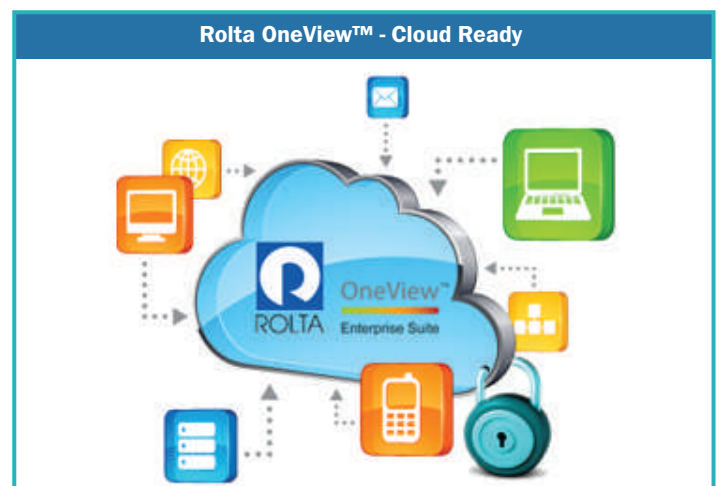 Rolta OneView™ - Cloud Ready
OneView™
ROLTA
Enterprise Suite